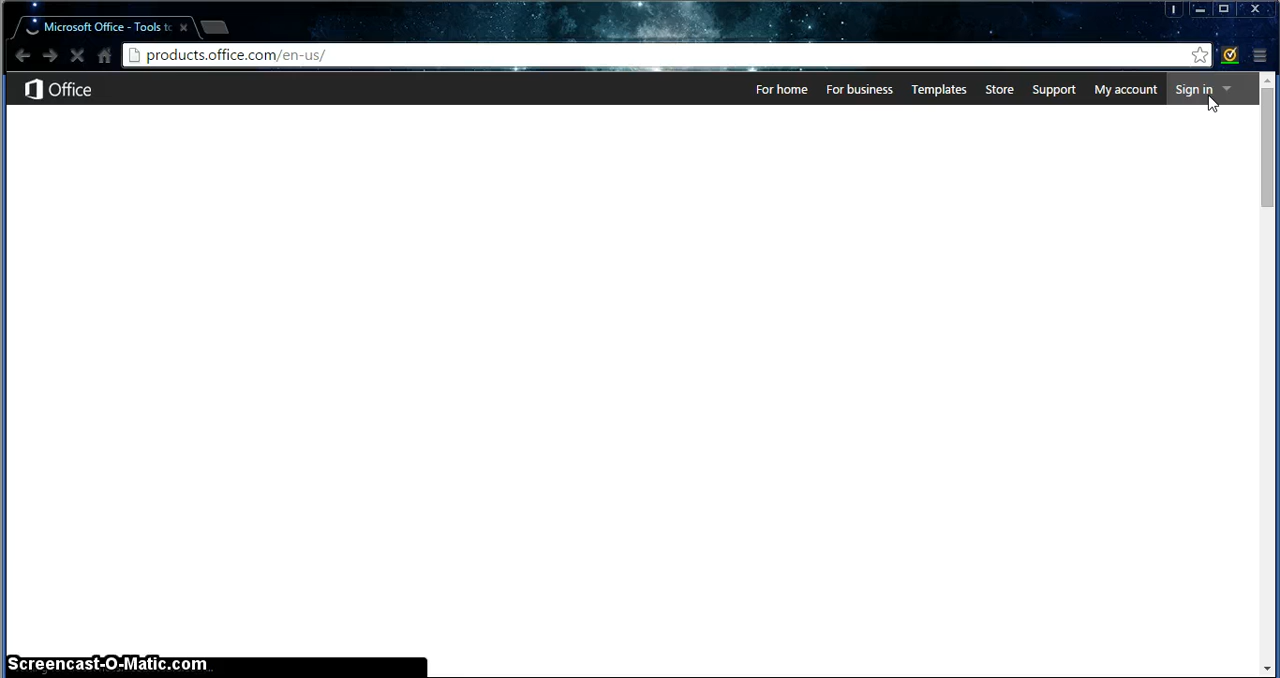 Microsoft Office - Tools to
products.office.com/en-us/
Office
For home For business Templates Store Support My account Sign in
Screencast-O-Matic.com